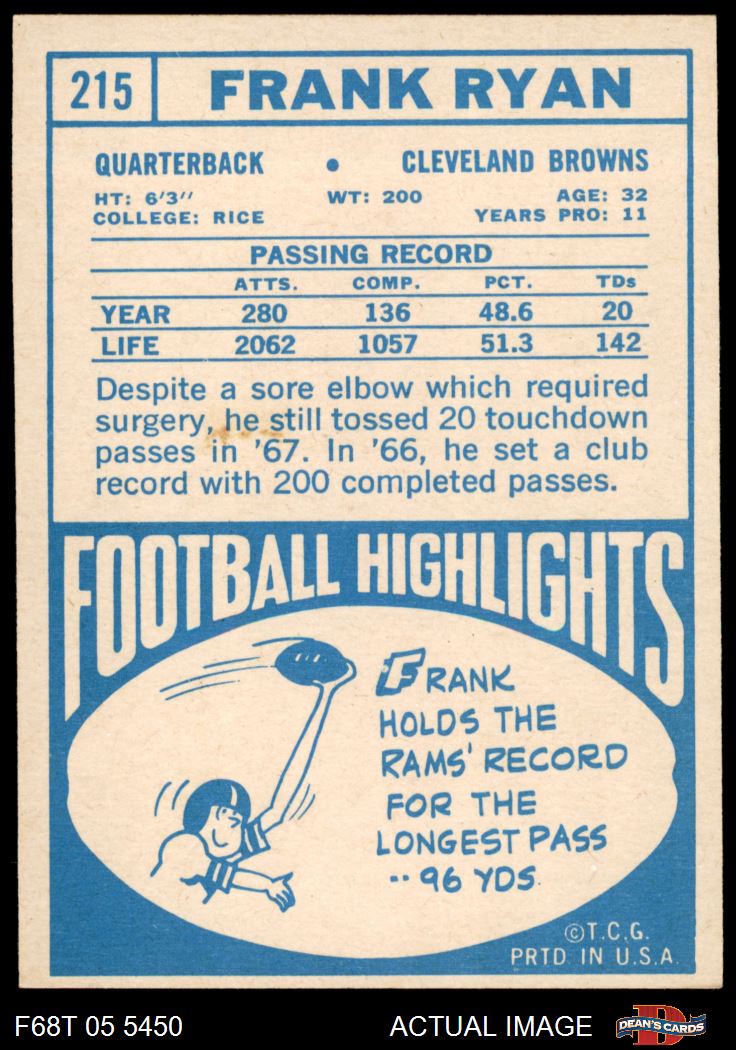 215 FRANK RYAN
QUARTERBACK • CLEVELAND BROWNS
HT: 6'3'' WT: 200 AGE: 32
COLLEGE: RICE YEARS PRO: 11
PASSING RECORD
ATTS. COMP. PCT. TDs
YEAR 280 136 48.6 20
LIFE 2062 1057 51.3 142
Despite a sore elbow which required
surgery, he still tossed 20 touchdown
passes in '67. In '66, he set a club
record with 200 completed passes.
FOOTBALL HIGHLIGHTS
FRANK
HOLDS THE
RAMS' RECORD
FOR THE
LONGEST PASS
-- 96 YDS.
©T.C.G.
PRTD. IN U.S.A.
F68T 05 5450 ACTUAL IMAGE D DEAN'S CARDS